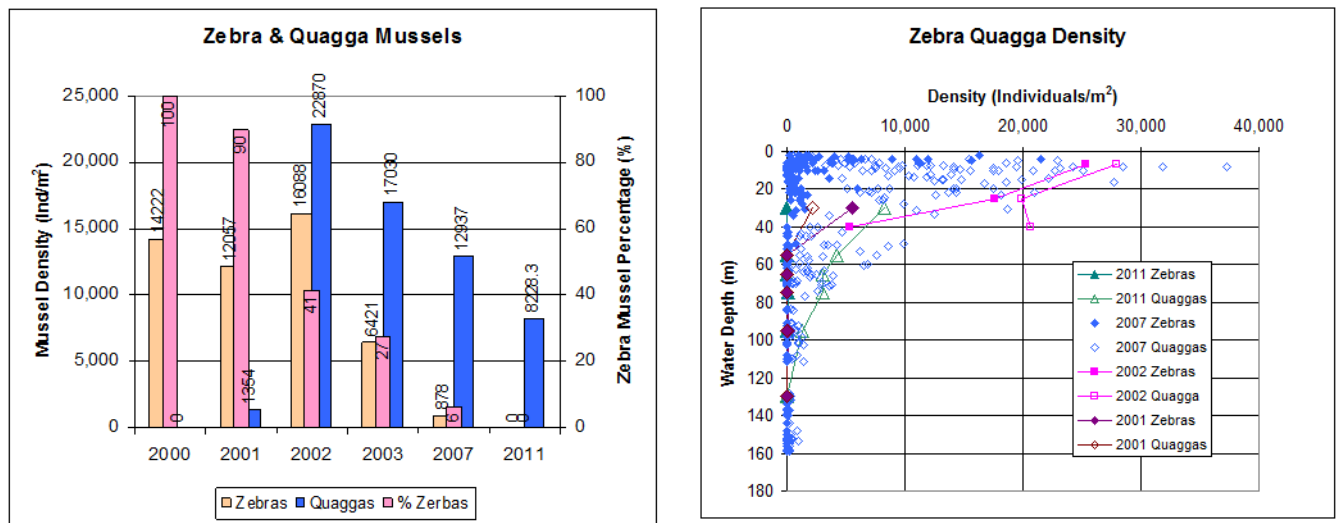 Zebra & Quagga Mussels
Mussel Density (Ind/m²)
25,000
20,000
15,000
10,000
5,000
0
14222
100
0
12057
90
1354
16088
41
22870
6421
27
17030
878
6
12937
0
0
8228.3
100
80
60
40
20
0
Zebra Mussel Percentage (%)
2000 2001 2002 2003 2007 2011
Zebras Quaggas % Zerbas
Zebra Quagga Density
Density (Individuals/m²)
0 10,000 20,000 30,000 40,000
Water Depth (m)
0
20
40
60
80
100
120
140
160
180
2011 Zebras
2011 Quaggas
2007 Zebras
2007 Quaggas
2002 Zebras
2002 Quagga
2001 Zebras
2001 Quaggas